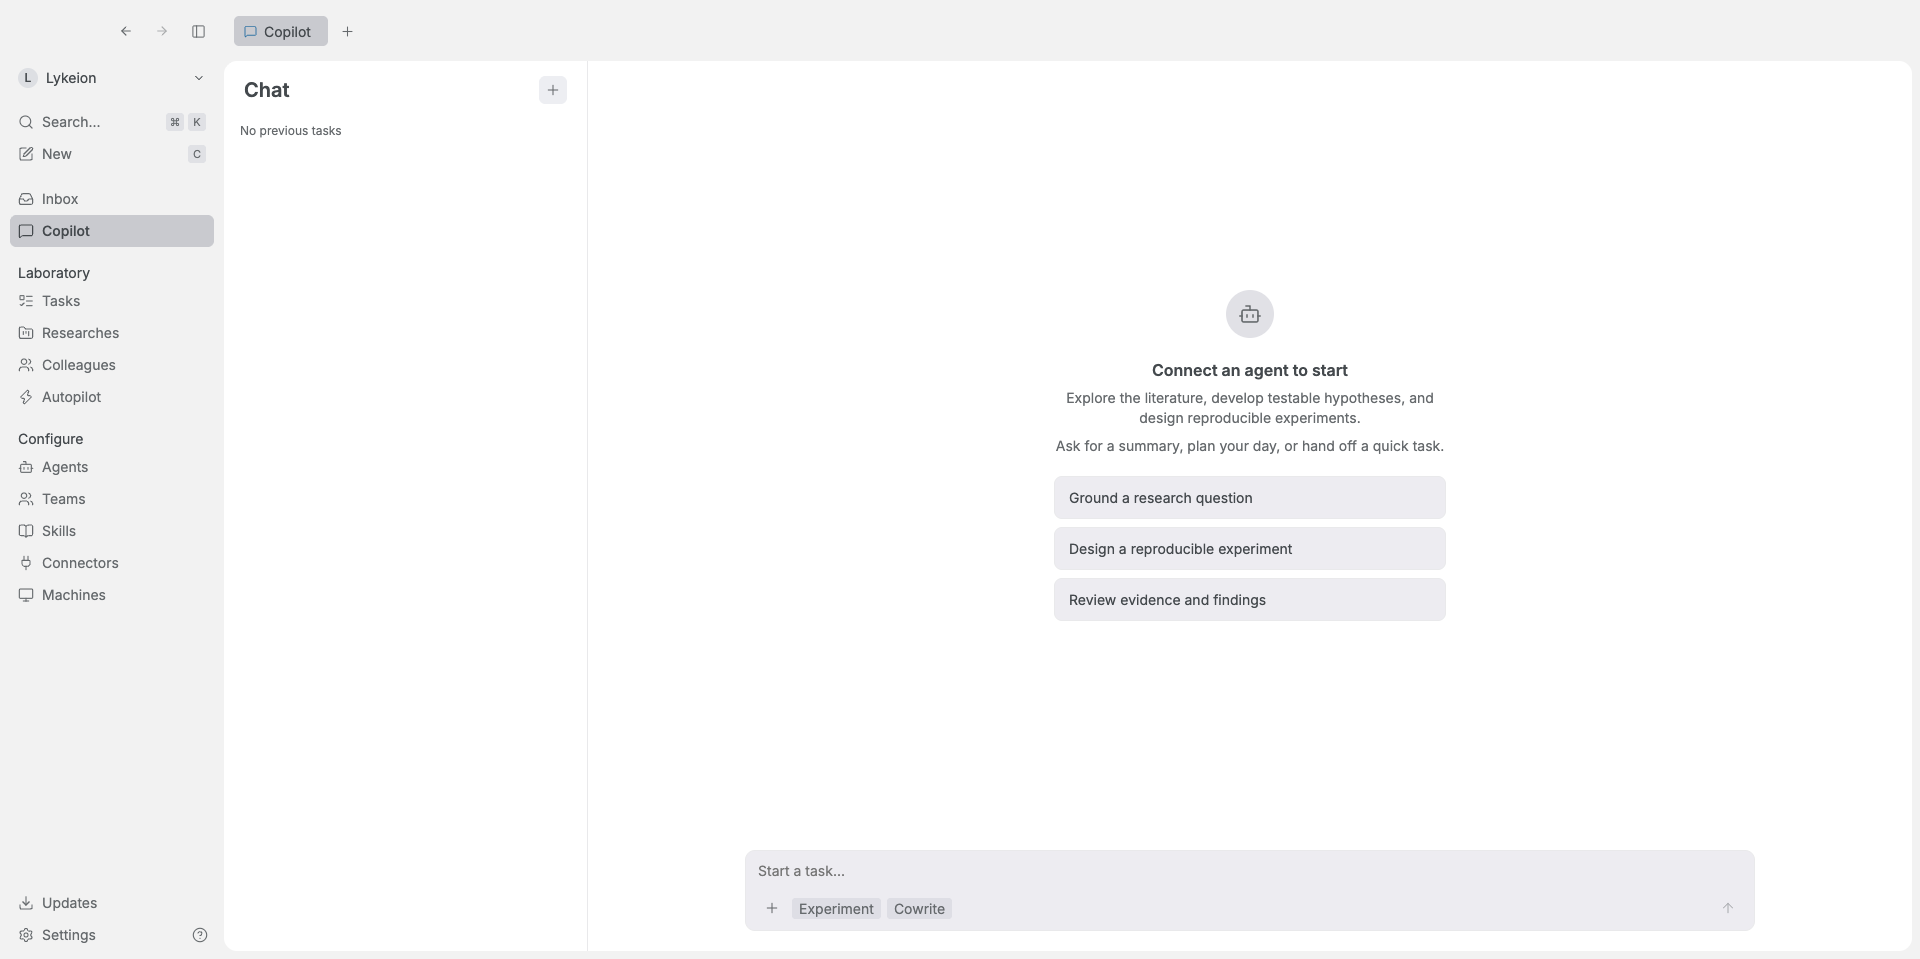 Copilot
L
Lykeion
Search...
⌘ K
New
C
Inbox
Copilot
Laboratory
Tasks
Researches
Colleagues
Autopilot
Configure
Agents
Teams
Skills
Connectors
Machines
Updates
Settings
Chat
No previous tasks
Connect an agent to start
Explore the literature, develop testable hypotheses, and
design reproducible experiments.
Ask for a summary, plan your day, or hand off a quick task.
Ground a research question
Design a reproducible experiment
Review evidence and findings
Start a task...
Experiment Cowrite